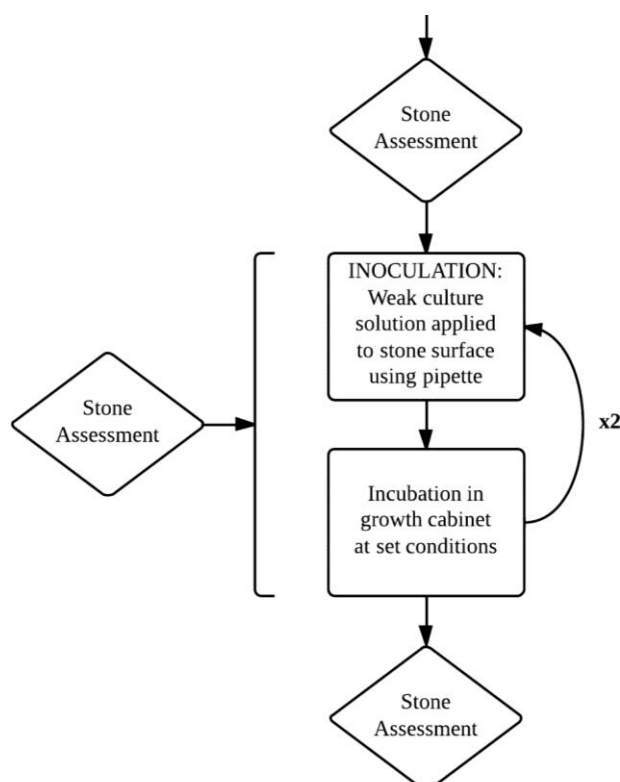 Stone
Assessment
INOCULATION:
Weak culture
solution applied
to stone surface
using pipette
Stone
Assessment
x2
Incubation in
growth cabinet
at set conditions
Stone
Assessment